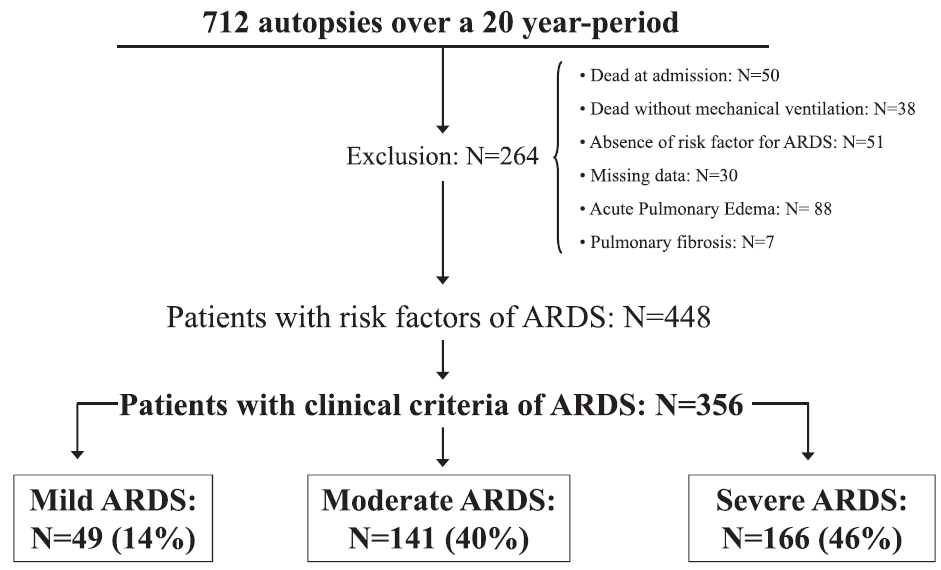 712 autopsies over a 20 year-period
• Dead at admission: N=50
• Dead without mechanical ventilation: N=38
• Absence of risk factor for ARDS: N=51
Exclusion: N=264
• Missing data: N=30
• Acute Pulmonary Edema: N= 88
• Pulmonary fibrosis: N=7
Patients with risk factors of ARDS: N=448
Patients with clinical criteria of ARDS: N=356
Mild ARDS:
N=49 (14%)
Moderate ARDS:
N=141 (40%)
Severe ARDS:
N=166 (46%)